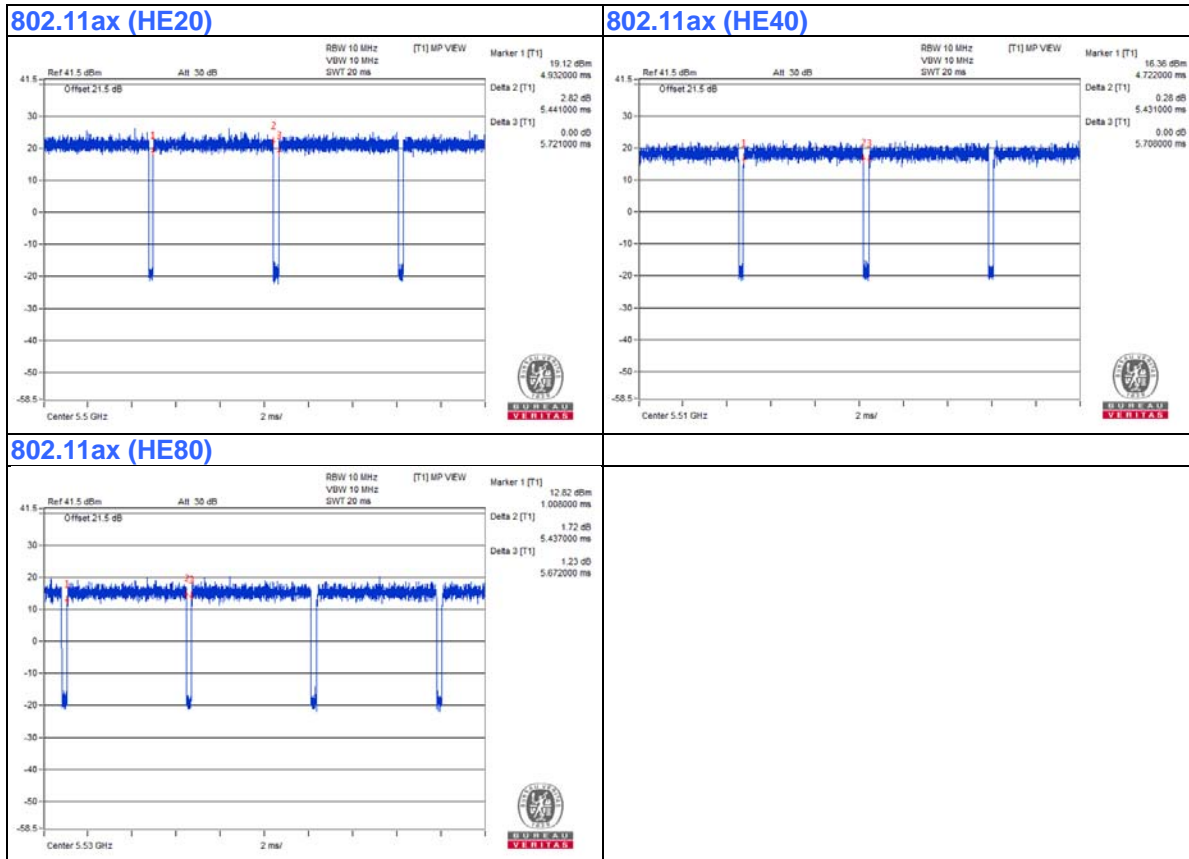 802.11ax (HE20)
RBW 10 MHz [T1] MP VIEW
VBW 10 MHz
Ref 41.5 dBm Att 30 dB SWT 20 ms
Marker 1 [T1]
19.12 dBm
4.932000 ms
Delta 2 [T1]
2.82 dB
5.441000 ms
Delta 3 [T1]
0.00 dB
5.721000 ms
41.5
Offset 21.5 dB
30
20
10
0
-10
-20
-30
-40
-50
-58.5
1
2
3
Center 5.5 GHz 2 ms/
BUREAU
VERITAS
802.11ax (HE40)
RBW 10 MHz [T1] MP VIEW
VBW 10 MHz
Ref 41.5 dBm Att 30 dB SWT 20 ms
Marker 1 [T1]
16.36 dBm
4.722000 ms
Delta 2 [T1]
0.28 dB
5.431000 ms
Delta 3 [T1]
0.00 dB
5.708000 ms
41.5
Offset 21.5 dB
30
20
10
0
-10
-20
-30
-40
-50
-58.5
1
23
Center 5.51 GHz 2 ms/
BUREAU
VERITAS
802.11ax (HE80)
RBW 10 MHz [T1] MP VIEW
VBW 10 MHz
Ref 41.5 dBm Att 30 dB SWT 20 ms
Marker 1 [T1]
12.82 dBm
1.008000 ms
Delta 2 [T1]
1.72 dB
5.437000 ms
Delta 3 [T1]
1.23 dB
5.672000 ms
41.5
Offset 21.5 dB
30
20
10
0
-10
-20
-30
-40
-50
-58.5
1
23
Center 5.53 GHz 2 ms/
BUREAU
VERITAS